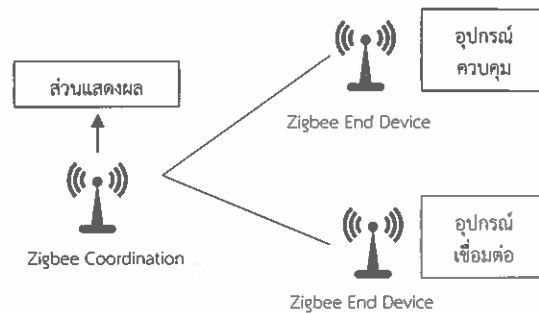 อุปกรณ์
ควบคุม
ส่วนแสดงผล
Zigbee End Device
Zigbee Coordination
อุปกรณ์
เชื่อมต่อ
Zigbee End Device